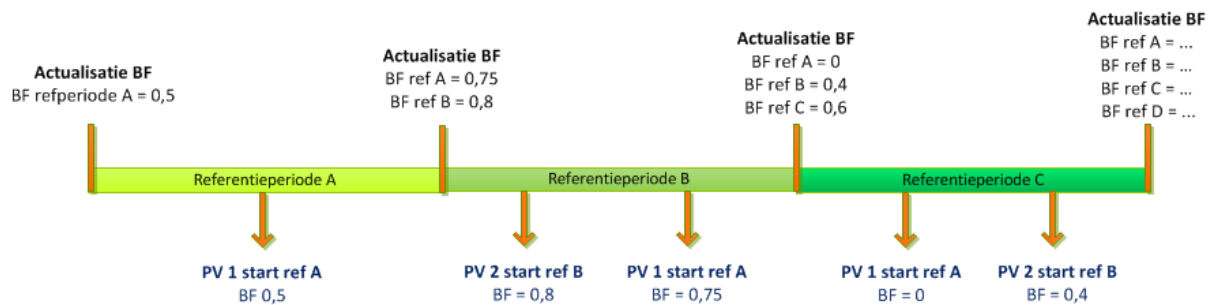 Actualisatie BF
BF refperiode A = 0,5
Actualisatie BF
BF ref A = 0,75
BF ref B = 0,8
Actualisatie BF
BF ref A = 0
BF ref B = 0,4
BF ref C = 0,6
Actualisatie BF
BF ref A = ...
BF ref B = ...
BF ref C = ...
BF ref D = ...
Referentieperiode A
Referentieperiode B
Referentieperiode C
PV 1 start ref A
BF 0,5
PV 2 start ref B
BF = 0,8
PV 1 start ref A
BF = 0,75
PV 1 start ref A
BF = 0
PV 2 start ref B
BF = 0,4